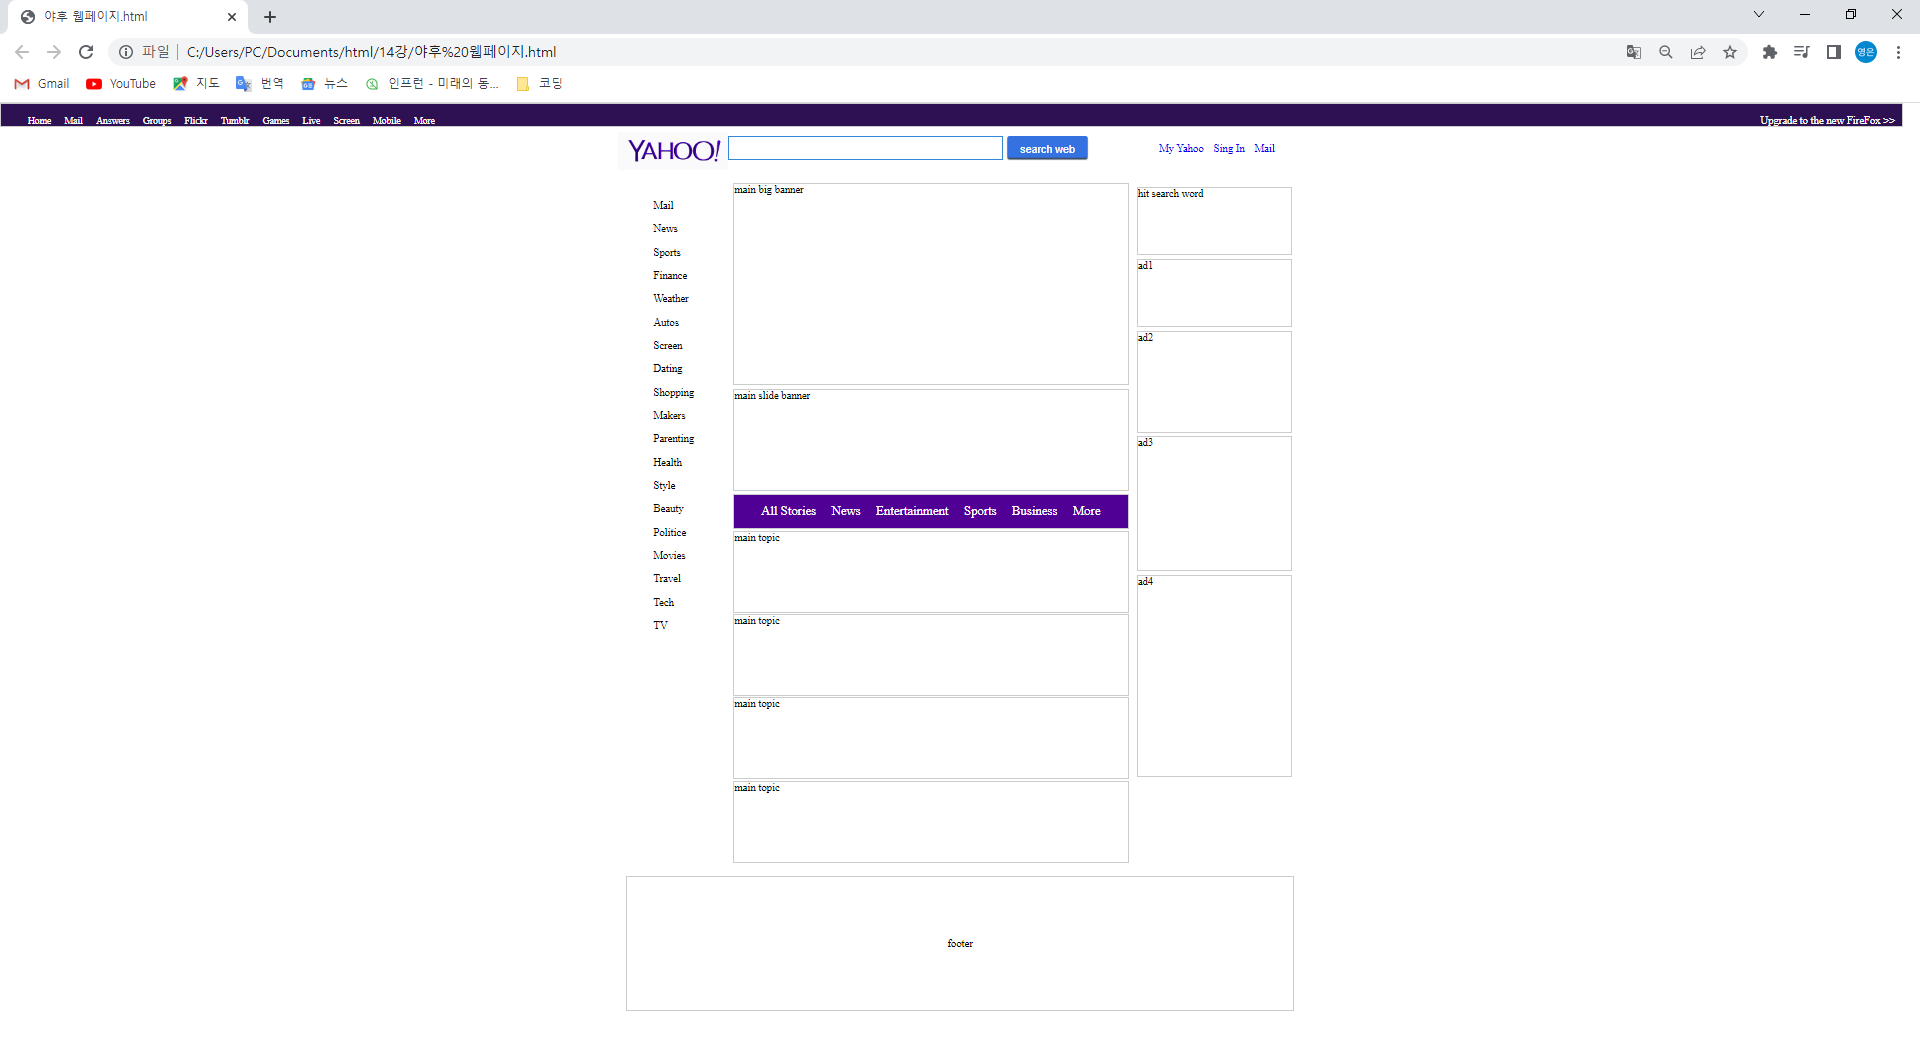 야후 웹페이지.html
파일 C:/Users/PC/Documents/html/14강/야후%20웹페이지.html
영은
Gmail YouTube 지도 번역 뉴스 인프런 - 미래의 동... 코딩
Home Mail Answers Groups Flickr Tumblr Games Live Screen Mobile More Upgrade to the new FireFox >>
YAHOO! search web My Yahoo Sing In Mail
main big banner
hit search word
Mail
News
Sports
ad1
Finance
Weather
Autos
ad2
Screen
Dating
Shopping
main slide banner
Makers
Parenting
ad3
Health
Style
Beauty
All Stories News Entertainment Sports Business More
Politice
main topic
Movies
Travel
ad4
Tech
main topic
TV
main topic
main topic
footer